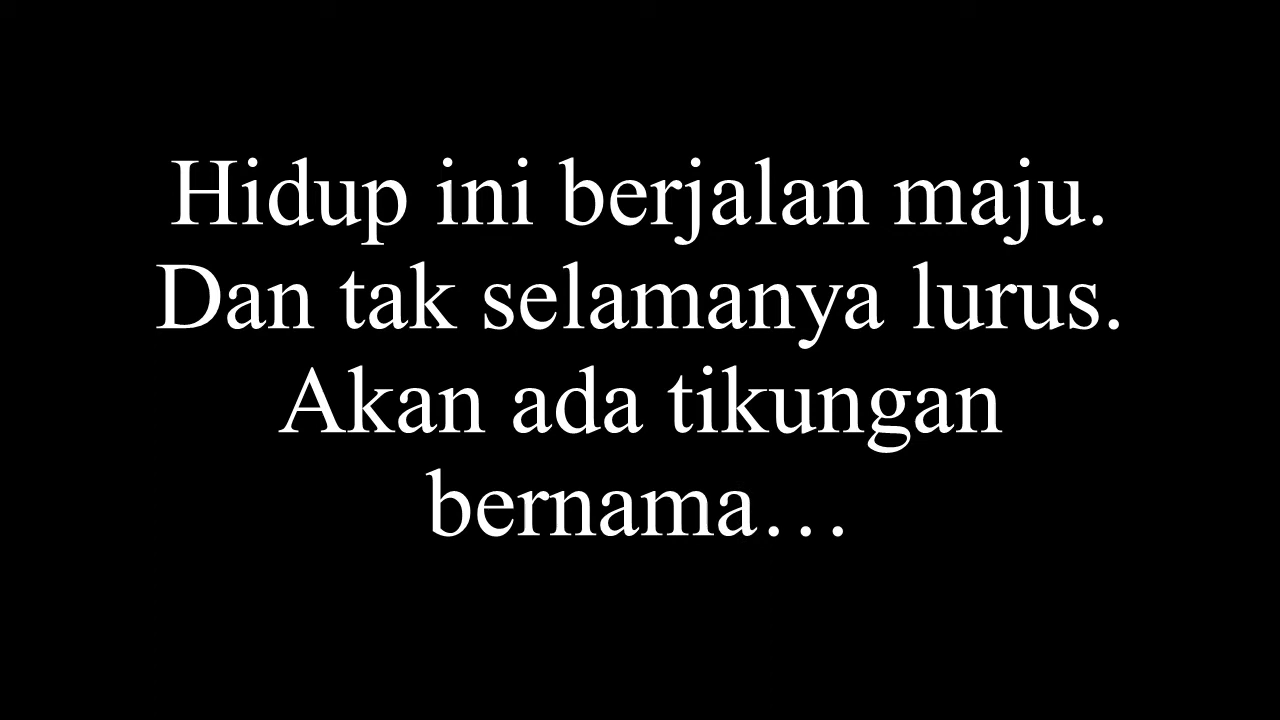 Hidup ini berjalan maju.
Dan tak selamanya lurus.
Akan ada tikungan
bernama…